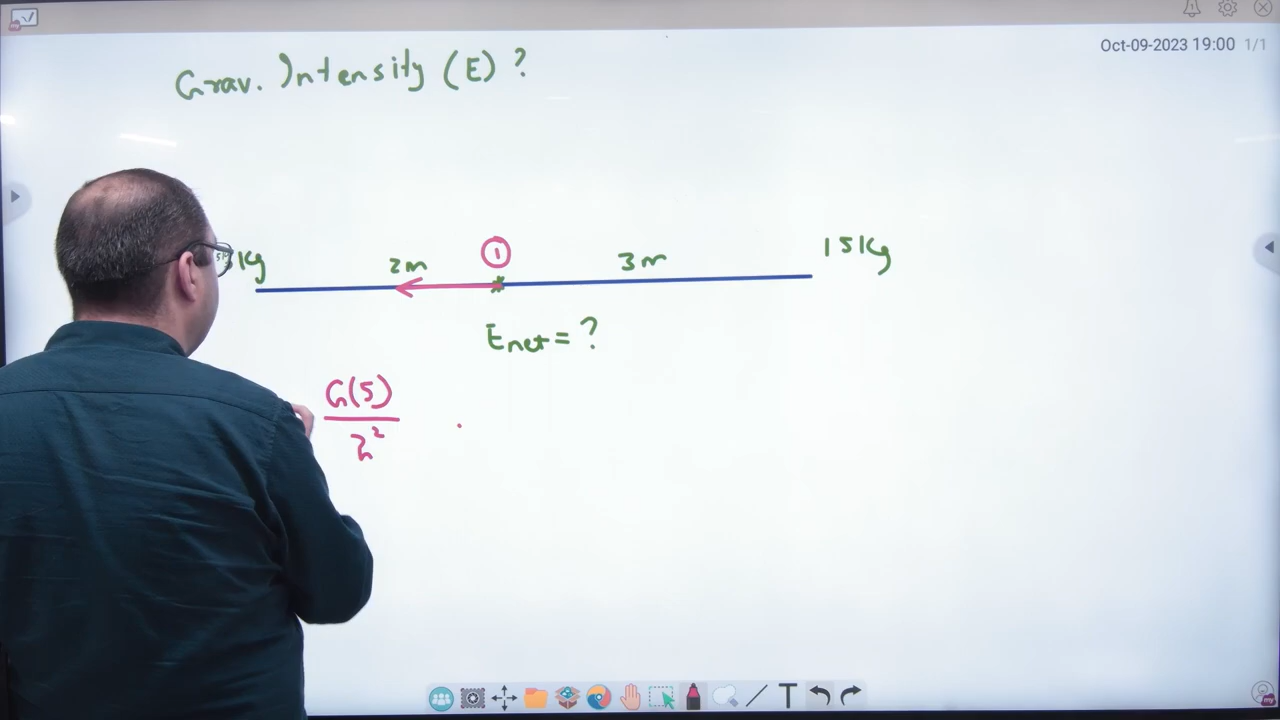 Oct-09-2023 19:00 1/1
Grav. Intensity (E) ?
Kg 2m 1 3m 15Kg
Enet = ?
G(5)
2²
T